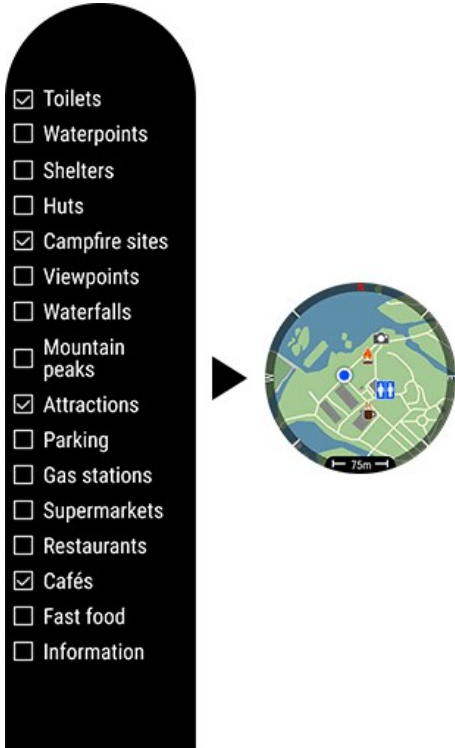 Toilets
Waterpoints
Shelters
Huts
Campfire sites
Viewpoints
Waterfalls
Mountain
peaks
Attractions
Parking
Gas stations
Supermarkets
Restaurants
Cafés
Fast food
Information
W
E
75m